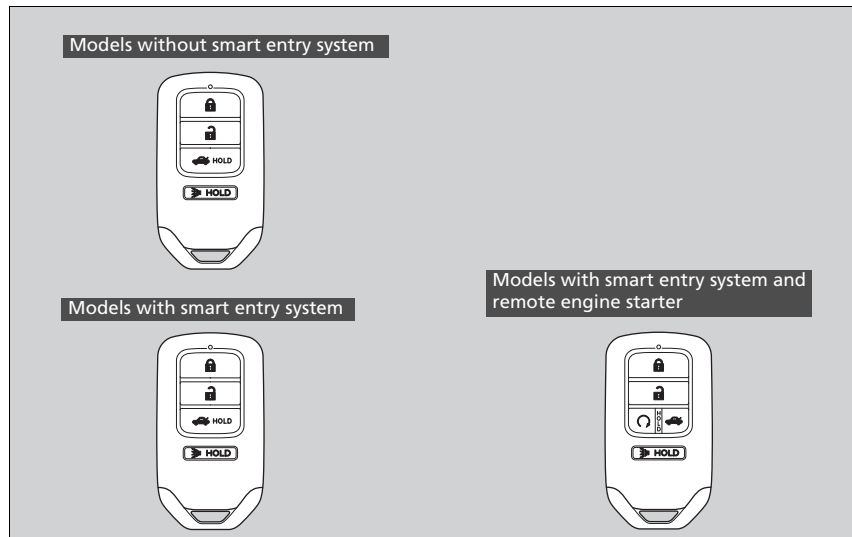 Models without smart entry system
HOLD
HOLD
Models with smart entry system
HOLD
HOLD
Models with smart entry system and
remote engine starter
HOLD
HOLD